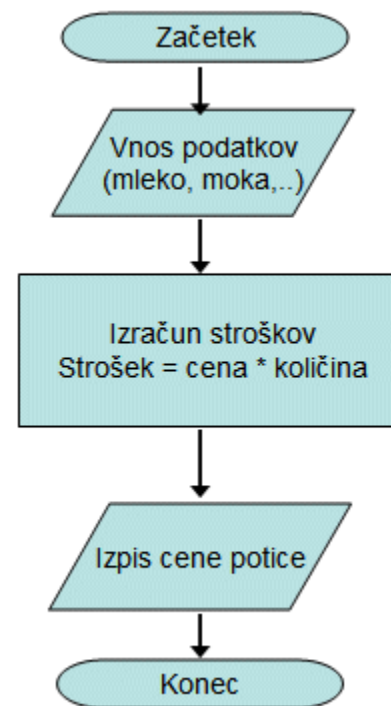 Začetek
Vnos podatkov
(mleko, moka,..)
Izračun stroškov
Strošek = cena * količina
Izpis cene potice
Konec